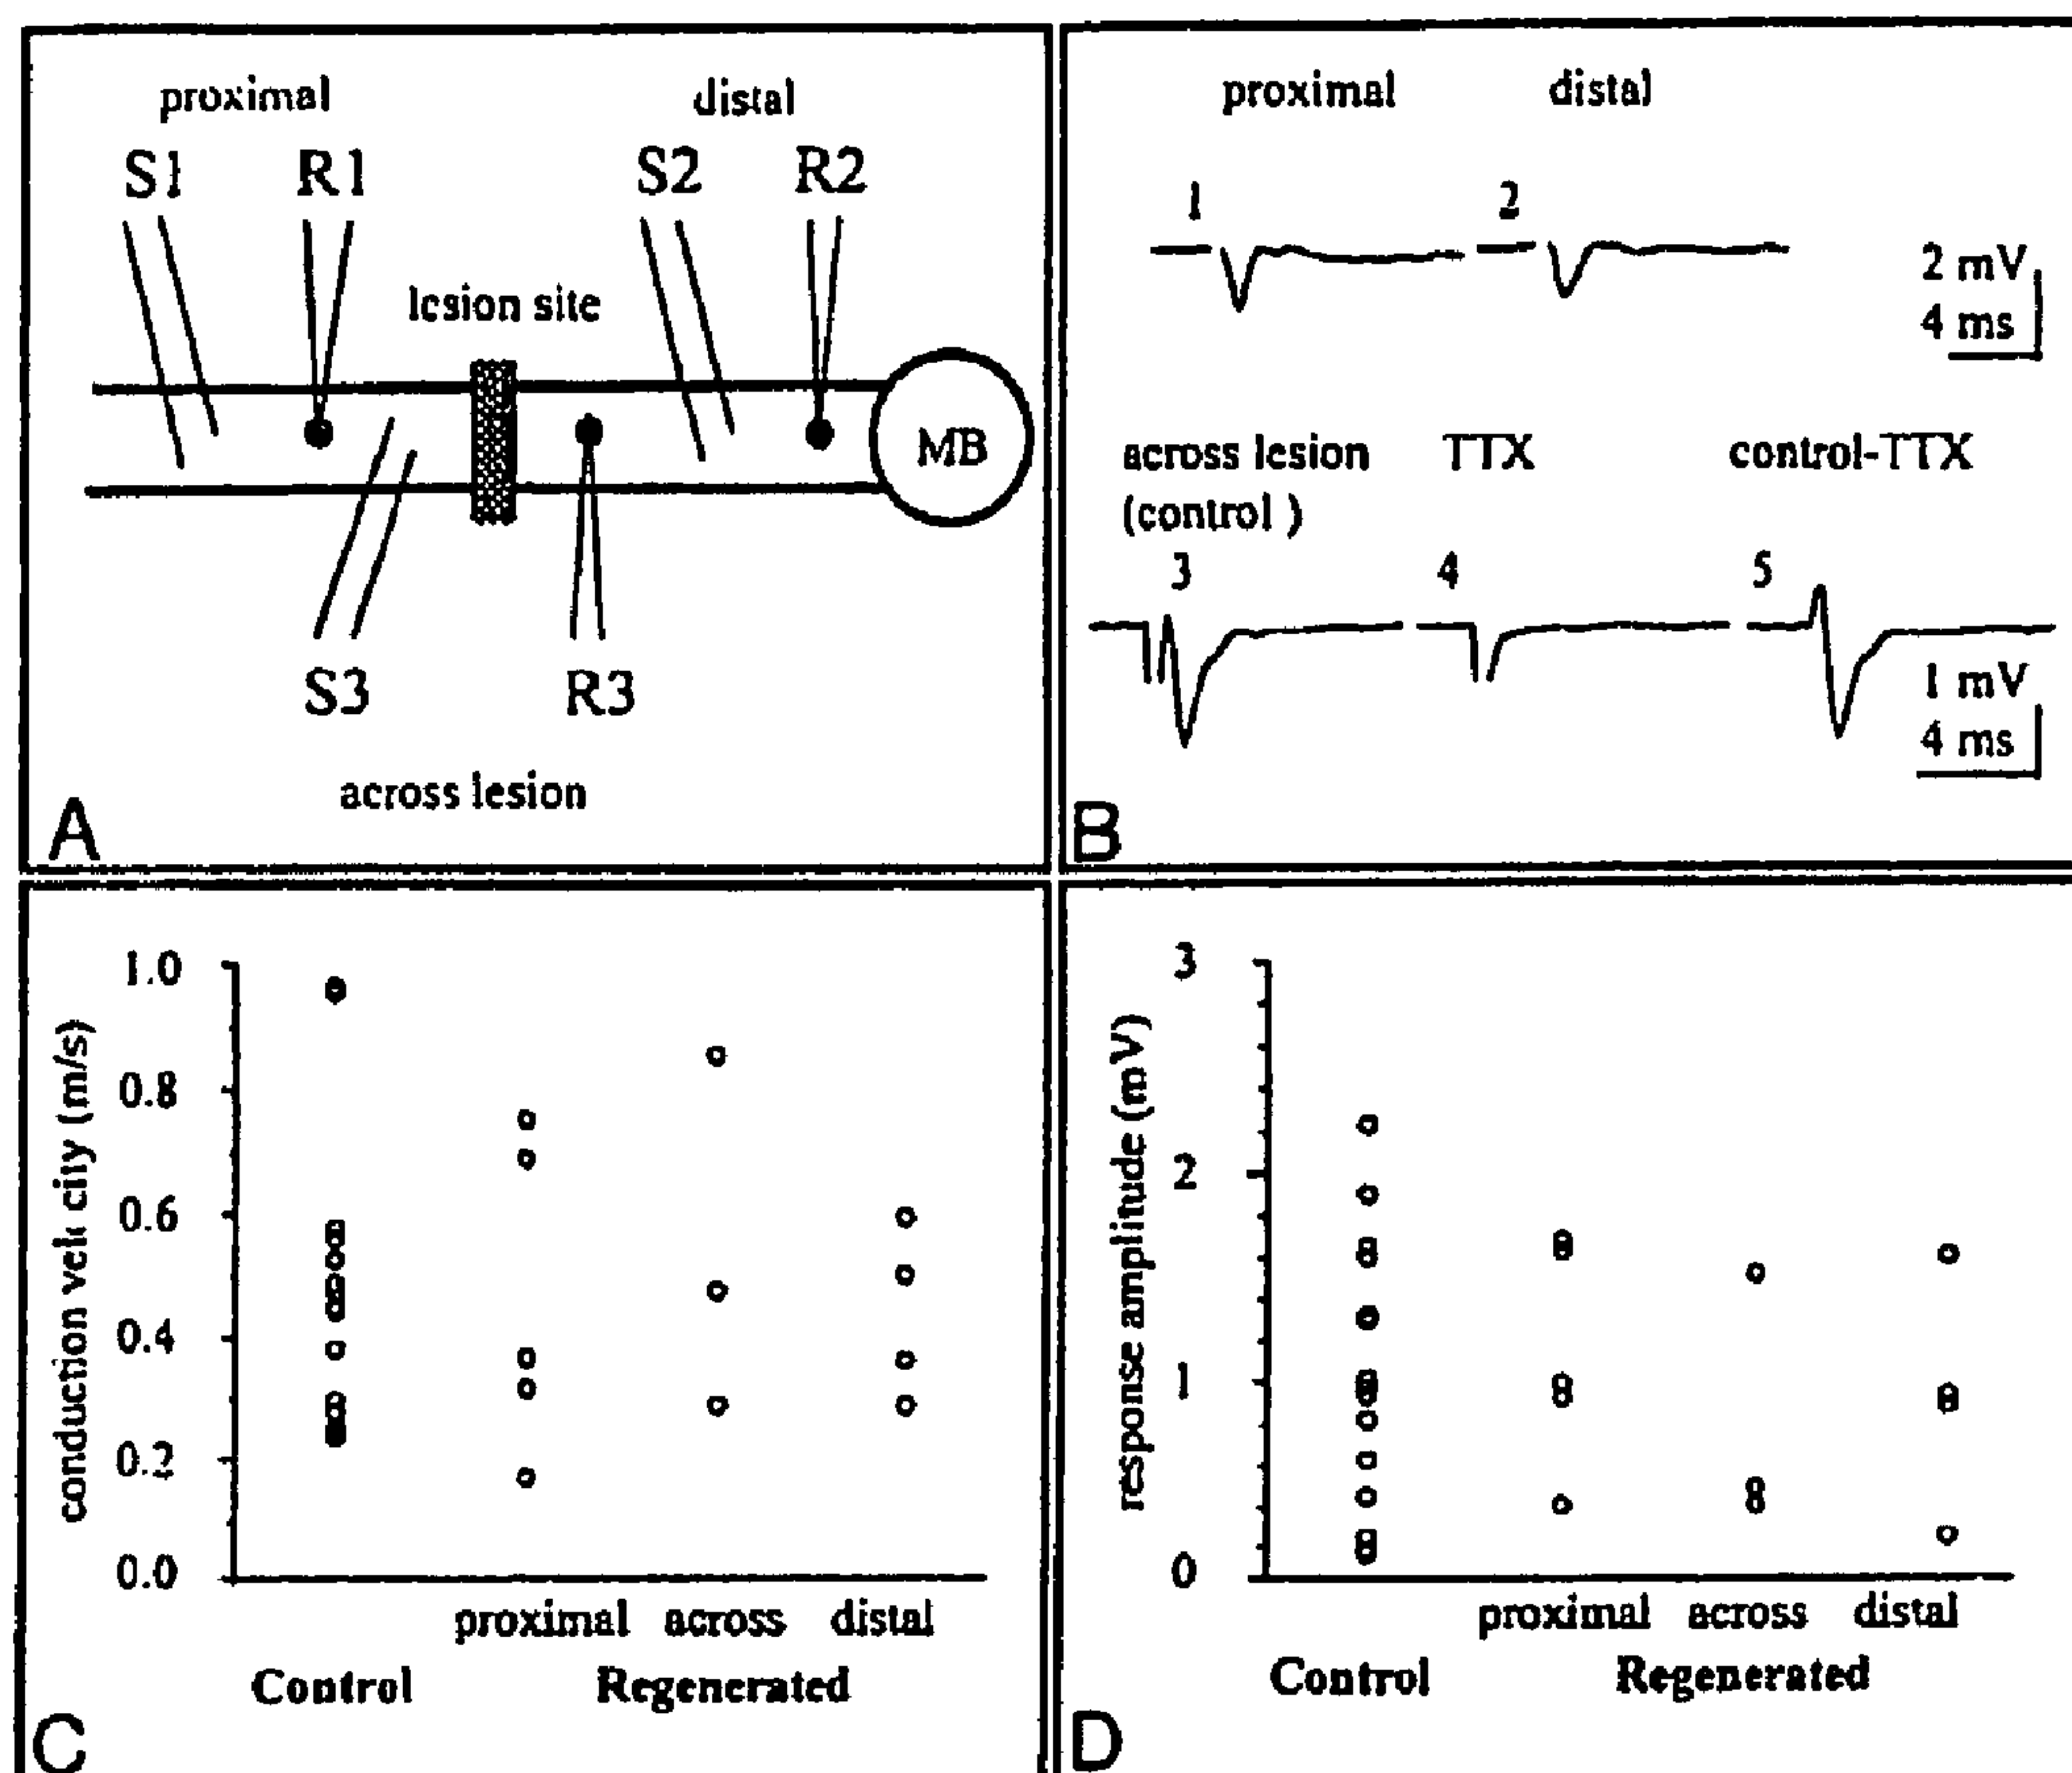 proximal distal
S1 R1 S2 R2
lesion site
MB
S3 R3
across lesion
A
proximal distal
1 2
2 mV
4 ms
across lesion TTX control-TTX
(control )
3 4 5
1 mV
4 ms
B
1.0
0.8
0.6
0.4
0.2
0.0
conduction city (m/s)
proximal across distal
Control Regenerated
C
3
2
1
0
response amplitude (mV)
proximal across distal
Control Regenerated
D